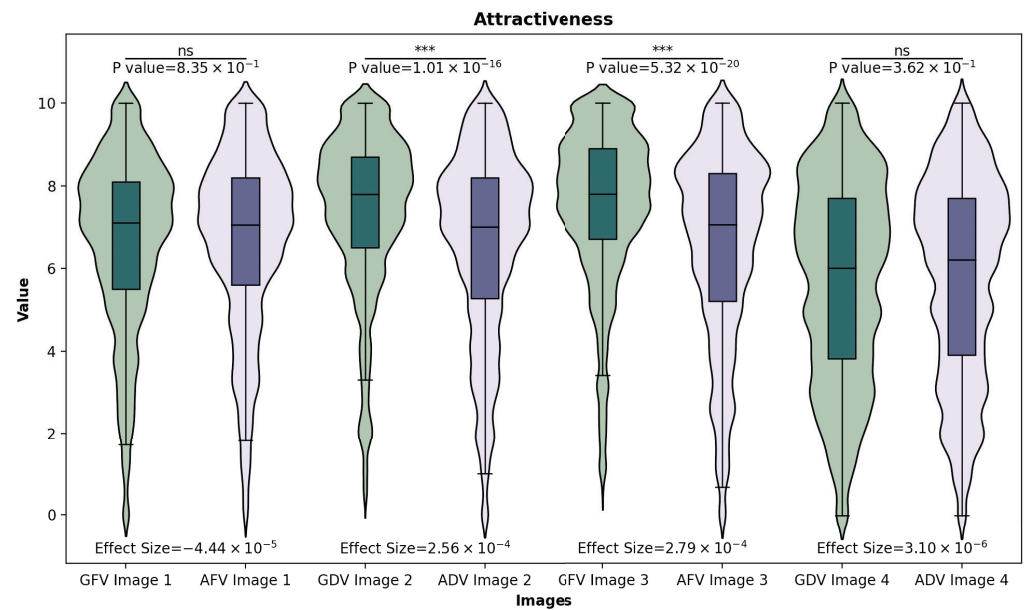 Attractiveness
ns *** *** ns
P value=8.35 × 10⁻¹ P value=1.01 × 10⁻¹⁶ P value=5.32 × 10⁻²⁰ P value=3.62 × 10⁻¹
10
8
6
4
2
0
Value
Effect Size=−4.44 × 10⁻⁵ Effect Size=2.56 × 10⁻⁴ Effect Size=2.79 × 10⁻⁴ Effect Size=3.10 × 10⁻⁶
GFV Image 1 AFV Image 1 GDV Image 2 ADV Image 2 GFV Image 3 AFV Image 3 GDV Image 4 ADV Image 4
Images